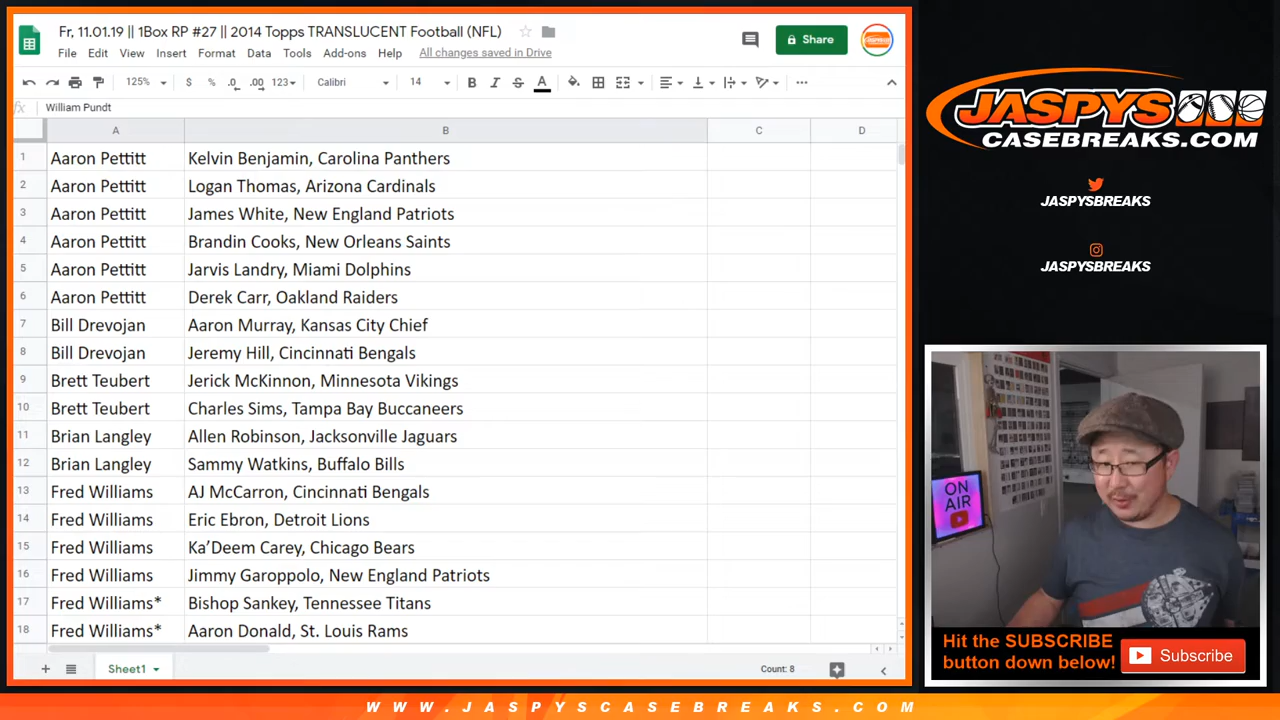 Fr, 11.01.19 || 1Box RP #27 || 2014 Topps TRANSLUCENT Football (NFL)
File Edit View Insert Format Data Tools Add-ons Help All changes saved in Drive
Share
125% $ % .0 .00 123 Calibri 14 B I S A
fx William Pundt
A B C D
1 Aaron Pettitt Kelvin Benjamin, Carolina Panthers
2 Aaron Pettitt Logan Thomas, Arizona Cardinals
3 Aaron Pettitt James White, New England Patriots
4 Aaron Pettitt Brandin Cooks, New Orleans Saints
5 Aaron Pettitt Jarvis Landry, Miami Dolphins
6 Aaron Pettitt Derek Carr, Oakland Raiders
7 Bill Drevojan Aaron Murray, Kansas City Chief
8 Bill Drevojan Jeremy Hill, Cincinnati Bengals
9 Brett Teubert Jerick McKinnon, Minnesota Vikings
10 Brett Teubert Charles Sims, Tampa Bay Buccaneers
11 Brian Langley Allen Robinson, Jacksonville Jaguars
12 Brian Langley Sammy Watkins, Buffalo Bills
13 Fred Williams AJ McCarron, Cincinnati Bengals
14 Fred Williams Eric Ebron, Detroit Lions
15 Fred Williams Ka’Deem Carey, Chicago Bears
16 Fred Williams Jimmy Garoppolo, New England Patriots
17 Fred Williams* Bishop Sankey, Tennessee Titans
18 Fred Williams* Aaron Donald, St. Louis Rams
Sheet1
Count: 8
JASPYS
CASEBREAKS.COM
JASPYSBREAKS
JASPYSBREAKS
ON
AIR
Hit the SUBSCRIBE
button down below!
Subscribe
WWW.JASPYSCASEBREAKS.COM